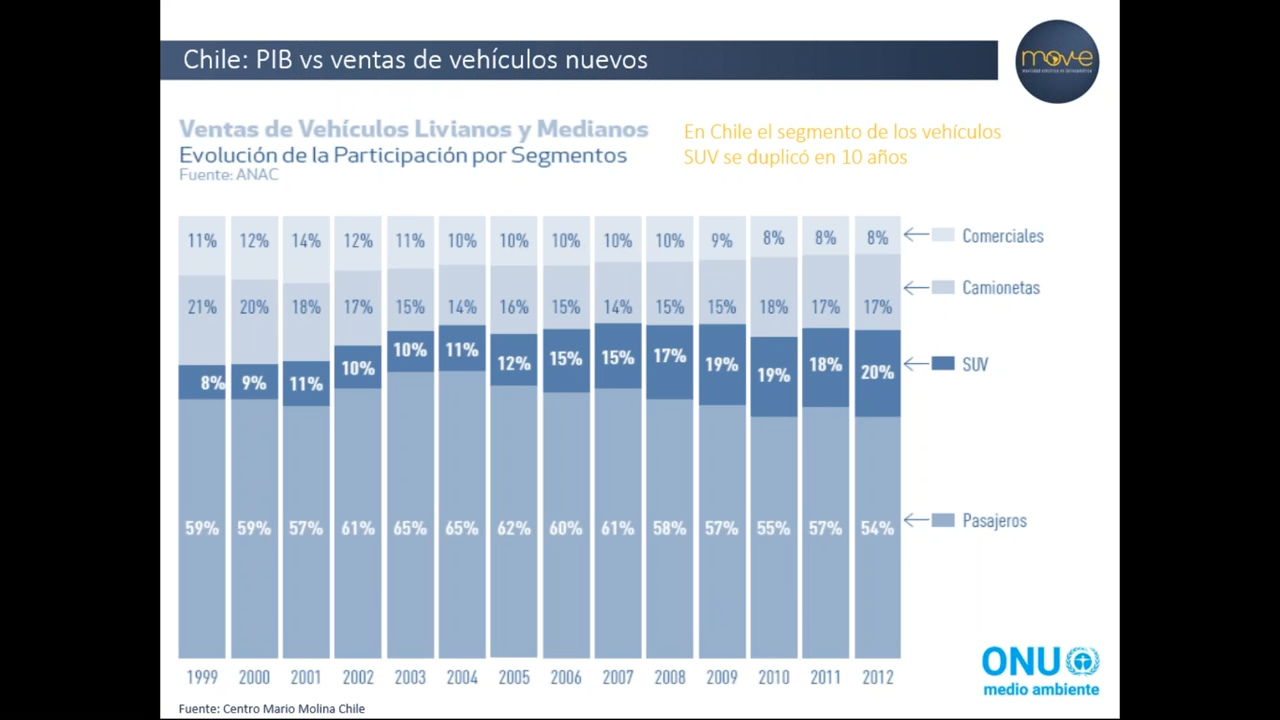 Chile: PIB vs ventas de vehículos nuevos
move
movilidad eléctrica en latinoamérica
Ventas de Vehículos Livianos y Medianos
Evolución de la Participación por Segmentos
Fuente: ANAC
En Chile el segmento de los vehículos
SUV se duplicó en 10 años
11% 12% 14% 12% 11% 10% 10% 10% 10% 10% 9% 8% 8% 8% Comerciales
21% 20% 18% 17% 15% 14% 16% 15% 14% 15% 15% 18% 17% 17% Camionetas
8% 9% 11% 10% 10% 11% 12% 15% 15% 17% 19% 19% 18% 20% SUV
59% 59% 57% 61% 65% 65% 62% 60% 61% 58% 57% 55% 57% 54% Pasajeros
1999 2000 2001 2002 2003 2004 2005 2006 2007 2008 2009 2010 2011 2012
ONU
medio ambiente
Fuente: Centro Mario Molina Chile